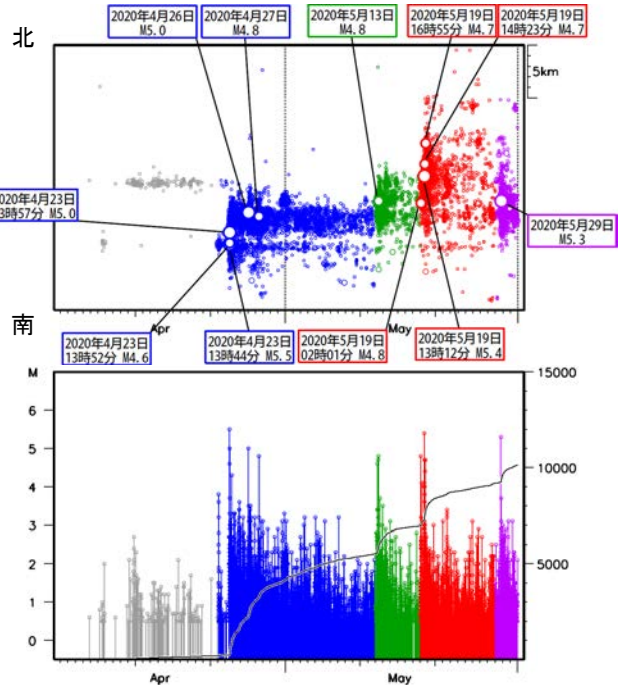 2020年4月26日
M5.0
2020年4月27日
M4.8
2020年5月13日
M4.8
2020年5月19日
16時55分 M4.7
2020年5月19日
14時23分 M4.7
北
5km
2020年4月23日
3時57分 M5.0
2020年5月29日
M5.3
南
Apr
May
2020年4月23日
13時52分 M4.6
2020年4月23日
13時44分 M5.5
2020年5月19日
02時01分 M4.8
2020年5月19日
13時12分 M5.4
M
15000
6
5
10000
4
3
2
5000
1
0
Apr
May